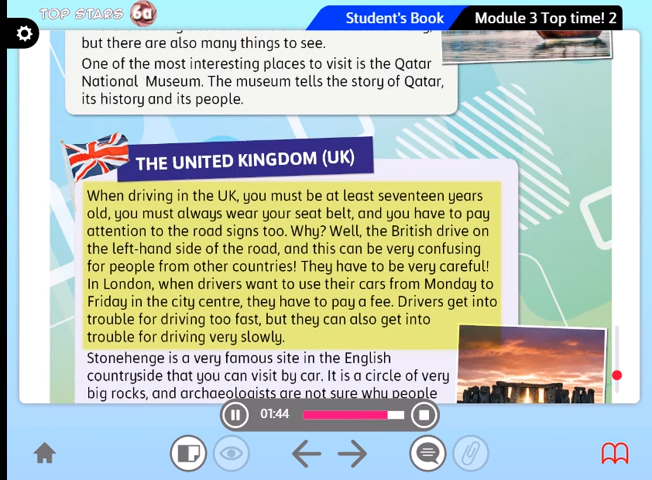 TOP STARS 6a
Student's Book
Module 3 Top time! 2
but there are also many things to see.
One of the most interesting places to visit is the Qatar
National Museum. The museum tells the story of Qatar,
its history and its people.
THE UNITED KINGDOM (UK)
When driving in the UK, you must be at least seventeen years
old, you must always wear your seat belt, and you have to pay
attention to the road signs too. Why? Well, the British drive on
the left-hand side of the road, and this can be very confusing
for people from other countries! They have to be very careful!
In London, when drivers want to use their cars from Monday to
Friday in the city centre, they have to pay a fee. Drivers get into
trouble for driving too fast, but they can also get into
trouble for driving very slowly.
Stonehenge is a very famous site in the English
countryside that you can visit by car. It is a circle of very
big rocks, and archaeologists are not sure why people
01:44